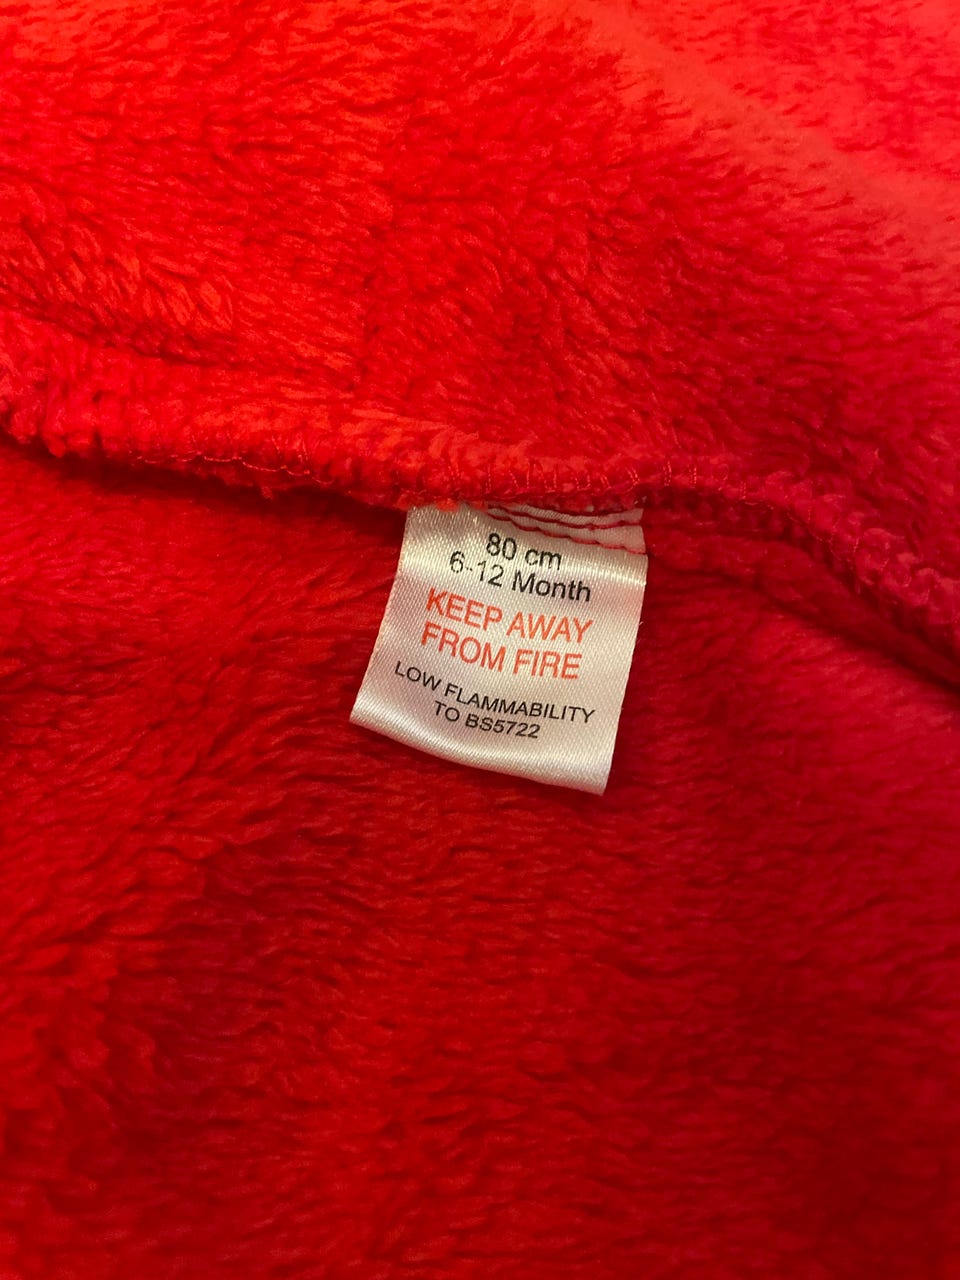 80 cm
6-12 Month
KEEP AWAY
FROM FIRE
LOW FLAMMABILITY
TO BS5722